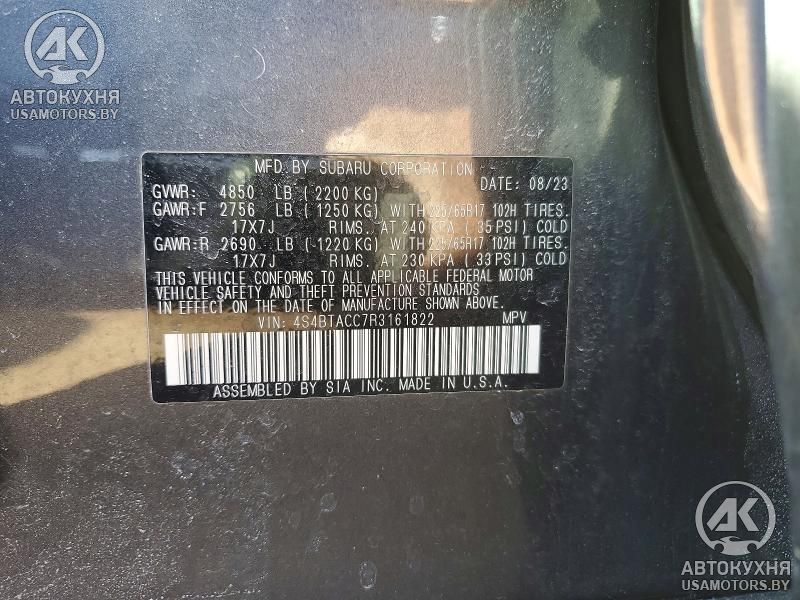 AK
АВТОКУХНЯ
USAMOTORS.BY
MFD.BY SUBARU CORPORATION
DATE: 08/23
GVWR: 4850 LB (2200 KG)
GAWR:F 2756 LB (1250 KG) WITH 225/65R17 102H TIRES.
17X7J RIMS. AT 240 KPA ( 35 PSI) COLD
GAWR:R 2690 LB (1220 KG) WITH 225/65R17 102H TIRES.
17X7J RIMS. AT 230 KPA ( 33 PSI) COLD
THIS VEHICLE CONFORMS TO ALL APPLICABLE FEDERAL MOTOR
VEHICLE SAFETY AND THEFT PREVENTION STANDARDS
IN EFFECT ON THE DATE OF MANUFACTURE SHOWN ABOVE.
VIN: 4S4BTACC7R3161822 MPV
ASSEMBLED BY SIA INC. MADE IN U.S.A.
AK
АВТОКУХНЯ
USAMOTORS.BY